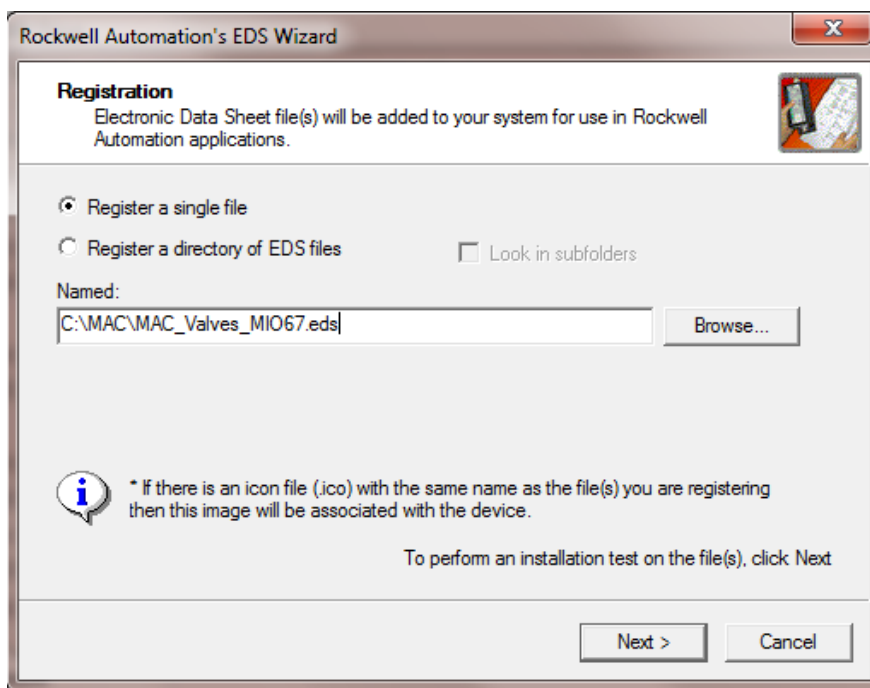 Rockwell Automation's EDS Wizard
Registration
Electronic Data Sheet file(s) will be added to your system for use in Rockwell
Automation applications.
Register a single file
Register a directory of EDS files
Look in subfolders
Named:
C:\MAC\MAC_Valves_MIO67.eds
Browse...
* If there is an icon file (.ico) with the same name as the file(s) you are registering
then this image will be associated with the device.
To perform an installation test on the file(s), click Next
Next >
Cancel